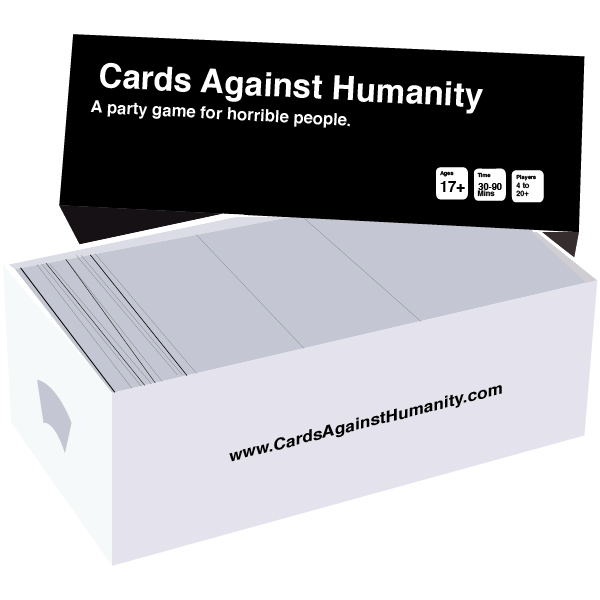 Cards Against Humanity
A party game for horrible people.
Ages
17+
Time
30-90
Mins
Players
4 to
20+
www.CardsAgainstHumanity.com